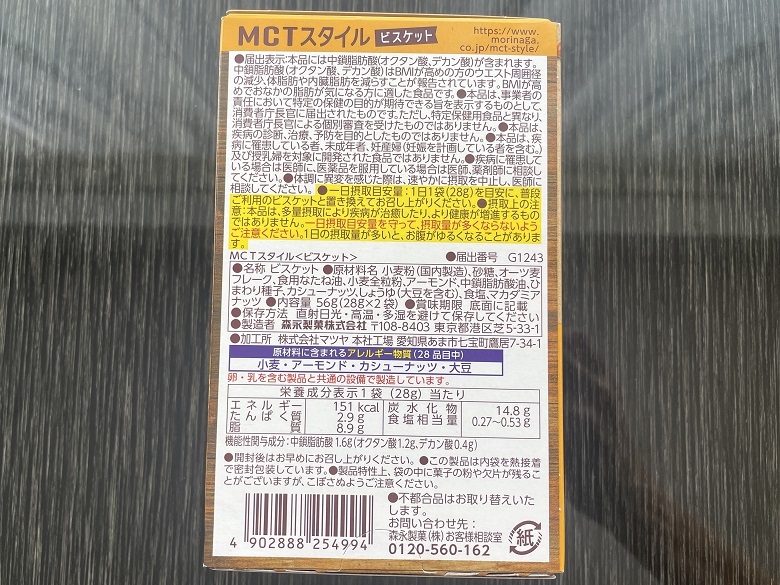 MCTスタイル ビスケット
https://www.
morinaga.
co.jp/mct-style/
●届出表示:本品には中鎖脂肪酸(オクタン酸、デカン酸)が含まれます。
中鎖脂肪酸(オクタン酸、デカン酸)はBMIが高めの方のウエスト周囲径
の減少、体脂肪や内臓脂肪を減らすことが報告されています。BMIが高
めでおなかの脂肪が気になる方に適した食品です。●本品は、事業者の
責任において特定の保健の目的が期待できる旨を表示するものとして、
消費者庁長官に届出されたものです。ただし、特定保健用食品と異なり、
消費者庁長官による個別審査を受けたものではありません。●本品は、
疾病の診断、治療、予防を目的としたものではありません。●本品は、疾
病に罹患している者、未成年者、妊産婦(妊娠を計画している者を含む。)
及び授乳婦を対象に開発された食品ではありません。●疾病に罹患して
いる場合は医師に、医薬品を服用している場合は医師、薬剤師に相談し
てください。●体調に異変を感じた際は、速やかに摂取を中止し、医師に
相談してください。●一日摂取目安量:1日1袋(28g)を目安に、普段
ご利用のビスケットと置き換えてお召し上がりください。●摂取上の注
意:本品は、多量摂取により疾病が治癒したり、より健康が増進するもの
ではありません。一日摂取目安量を守って、摂取量が多くならないよう
ご注意ください。1日の摂取量が多いと、お腹がゆるくなることがありま
す。
MCTスタイル<ビスケット> ●届出番号 G1243
●名称 ビスケット ●原材料名 小麦粉(国内製造)、砂糖、オーツ麦
フレーク、食用なたね油、小麦全粒粉、アーモンド、中鎖脂肪酸油、ひ
まわり種子、カシューナッツ、しょうゆ(大豆を含む)、食塩、マカダミア
ナッツ ●内容量 56g(28g×2袋) ●賞味期限 底面に記載
●保存方法 直射日光・高温・多湿を避けて保存してください
●製造者 森永製菓株式会社 〒108-8403 東京都港区芝5-33-1
●加工所 株式会社マツヤ 本社工場 愛知県あま市七宝町鷹居7-34-1
原材料に含まれるアレルギー物質(28品目中)
小麦・アーモンド・カシューナッツ・大豆
卵・乳を含む製品と共通の設備で製造しています。
栄養成分表示1袋(28g)当たり
エネルギー 151kcal 炭水化物 14.8g
たんぱく質 2.9g 食塩相当量 0.27~0.53g
脂質 8.9g
機能性関与成分:中鎖脂肪酸1.6g(オクタン酸1.2g、デカン酸0.4g)
●開封後はお早めにお召し上がりください。●この製品は内袋を熱接着
で密封包装しています。●製品特性上、袋の中に菓子の粉や欠片が残るこ
とがございますが、こぼさぬようご注意ください。
●不都合品はお取り替えいた
します。
お問い合わせ先:
森永製菓(株)お客様相談室
0120-560-162
紙
4 902888 254994